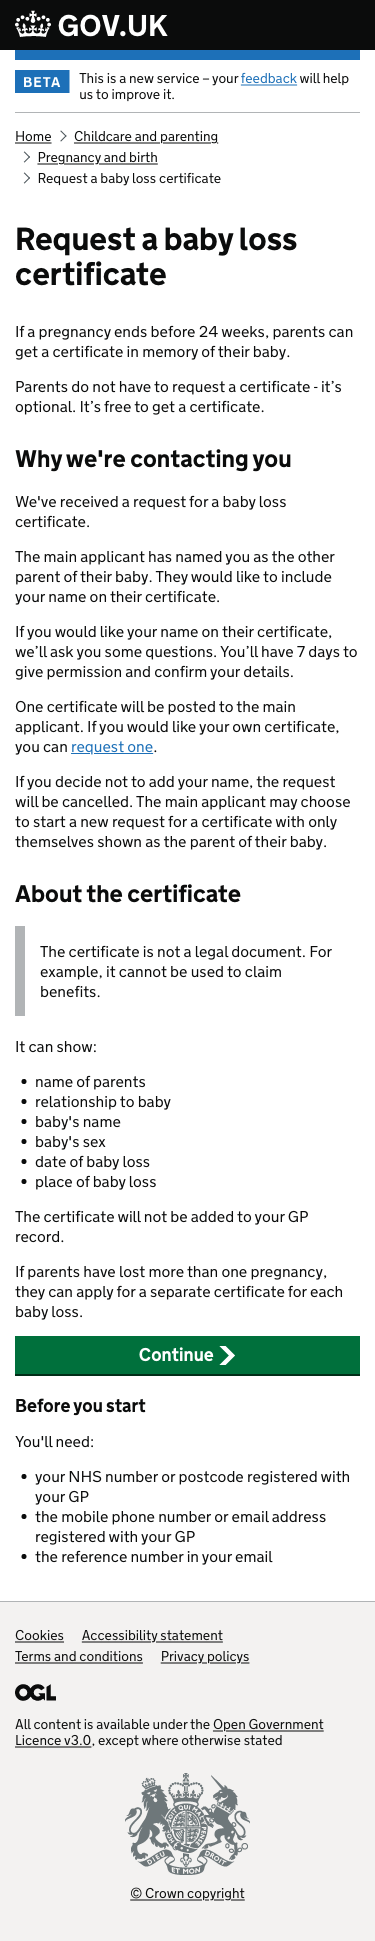 GOV.UK
BETA This is a new service – your feedback will help
us to improve it.
Home Childcare and parenting
Pregnancy and birth
Request a baby loss certificate
Request a baby loss
certificate
If a pregnancy ends before 24 weeks, parents can
get a certificate in memory of their baby.
Parents do not have to request a certificate - it’s
optional. It’s free to get a certificate.
Why we're contacting you
We've received a request for a baby loss
certificate.
The main applicant has named you as the other
parent of their baby. They would like to include
your name on their certificate.
If you would like your name on their certificate,
we’ll ask you some questions. You’ll have 7 days to
give permission and confirm your details.
One certificate will be posted to the main
applicant. If you would like your own certificate,
you can request one.
If you decide not to add your name, the request
will be cancelled. The main applicant may choose
to start a new request for a certificate with only
themselves shown as the parent of their baby.
About the certificate
The certificate is not a legal document. For
example, it cannot be used to claim
benefits.
It can show:
• name of parents
• relationship to baby
• baby's name
• baby's sex
• date of baby loss
• place of baby loss
The certificate will not be added to your GP
record.
If parents have lost more than one pregnancy,
they can apply for a separate certificate for each
baby loss.
Continue
Before you start
You'll need:
• your NHS number or postcode registered with
your GP
• the mobile phone number or email address
registered with your GP
• the reference number in your email
Cookies Accessibility statement
Terms and conditions Privacy policys
OGL
All content is available under the Open Government
Licence v3.0, except where otherwise stated
DIEU ET MON
© Crown copyright